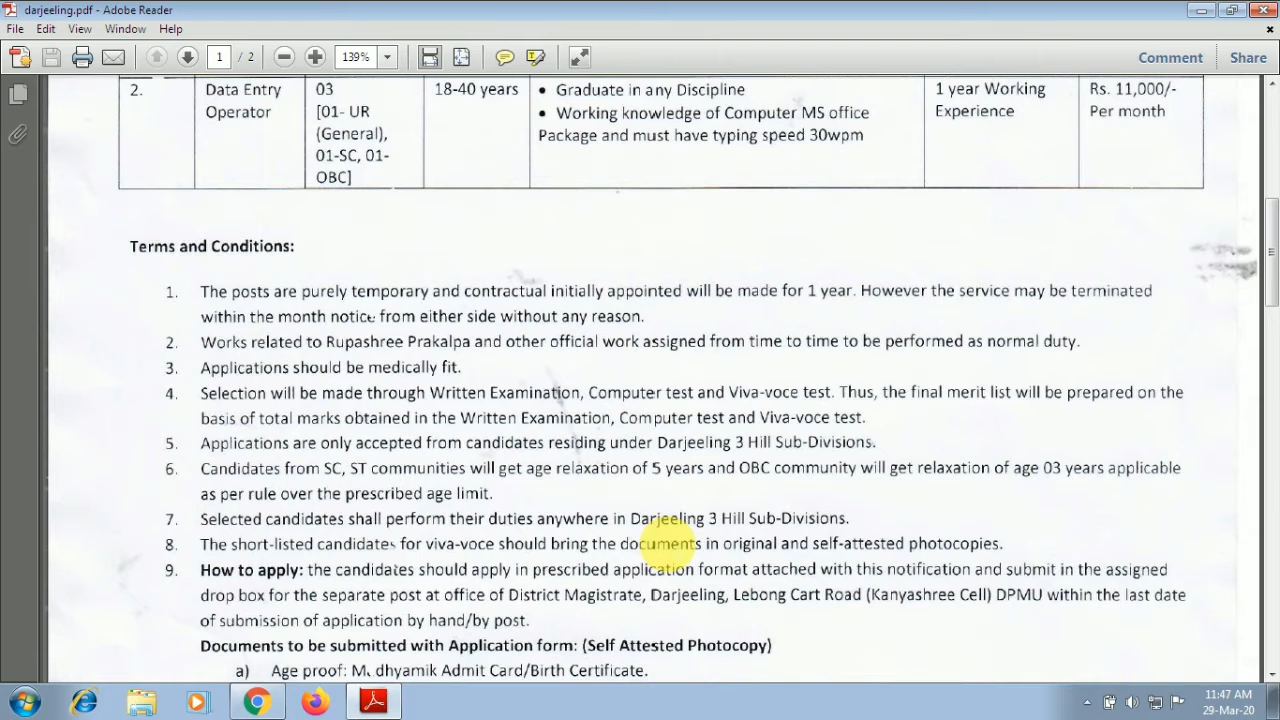 darjeeling.pdf - Adobe Reader
File Edit View Window Help
1 / 2 139% Comment Share
2. Data Entry 03 18-40 years • Graduate in any Discipline 1 year Working Rs. 11,000/-
Operator [01- UR • Working knowledge of Computer MS office Experience Per month
(General), Package and must have typing speed 30wpm
01-SC, 01-
OBC]
Terms and Conditions:
1. The posts are purely temporary and contractual initially appointed will be made for 1 year. However the service may be terminated
within the month notice from either side without any reason.
2. Works related to Rupashree Prakalpa and other official work assigned from time to time to be performed as normal duty.
3. Applications should be medically fit.
4. Selection will be made through Written Examination, Computer test and Viva-voce test. Thus, the final merit list will be prepared on the
basis of total marks obtained in the Written Examination, Computer test and Viva-voce test.
5. Applications are only accepted from candidates residing under Darjeeling 3 Hill Sub-Divisions.
6. Candidates from SC, ST communities will get age relaxation of 5 years and OBC community will get relaxation of age 03 years applicable
as per rule over the prescribed age limit.
7. Selected candidates shall perform their duties anywhere in Darjeeling 3 Hill Sub-Divisions.
8. The short-listed candidates for viva-voce should bring the documents in original and self-attested photocopies.
9. How to apply: the candidates should apply in prescribed application format attached with this notification and submit in the assigned
drop box for the separate post at office of District Magistrate, Darjeeling, Lebong Cart Road (Kanyashree Cell) DPMU within the last date
of submission of application by hand/by post.
Documents to be submitted with Application form: (Self Attested Photocopy)
a) Age proof: Madhyamik Admit Card/Birth Certificate.
11:47 AM
29-Mar-20